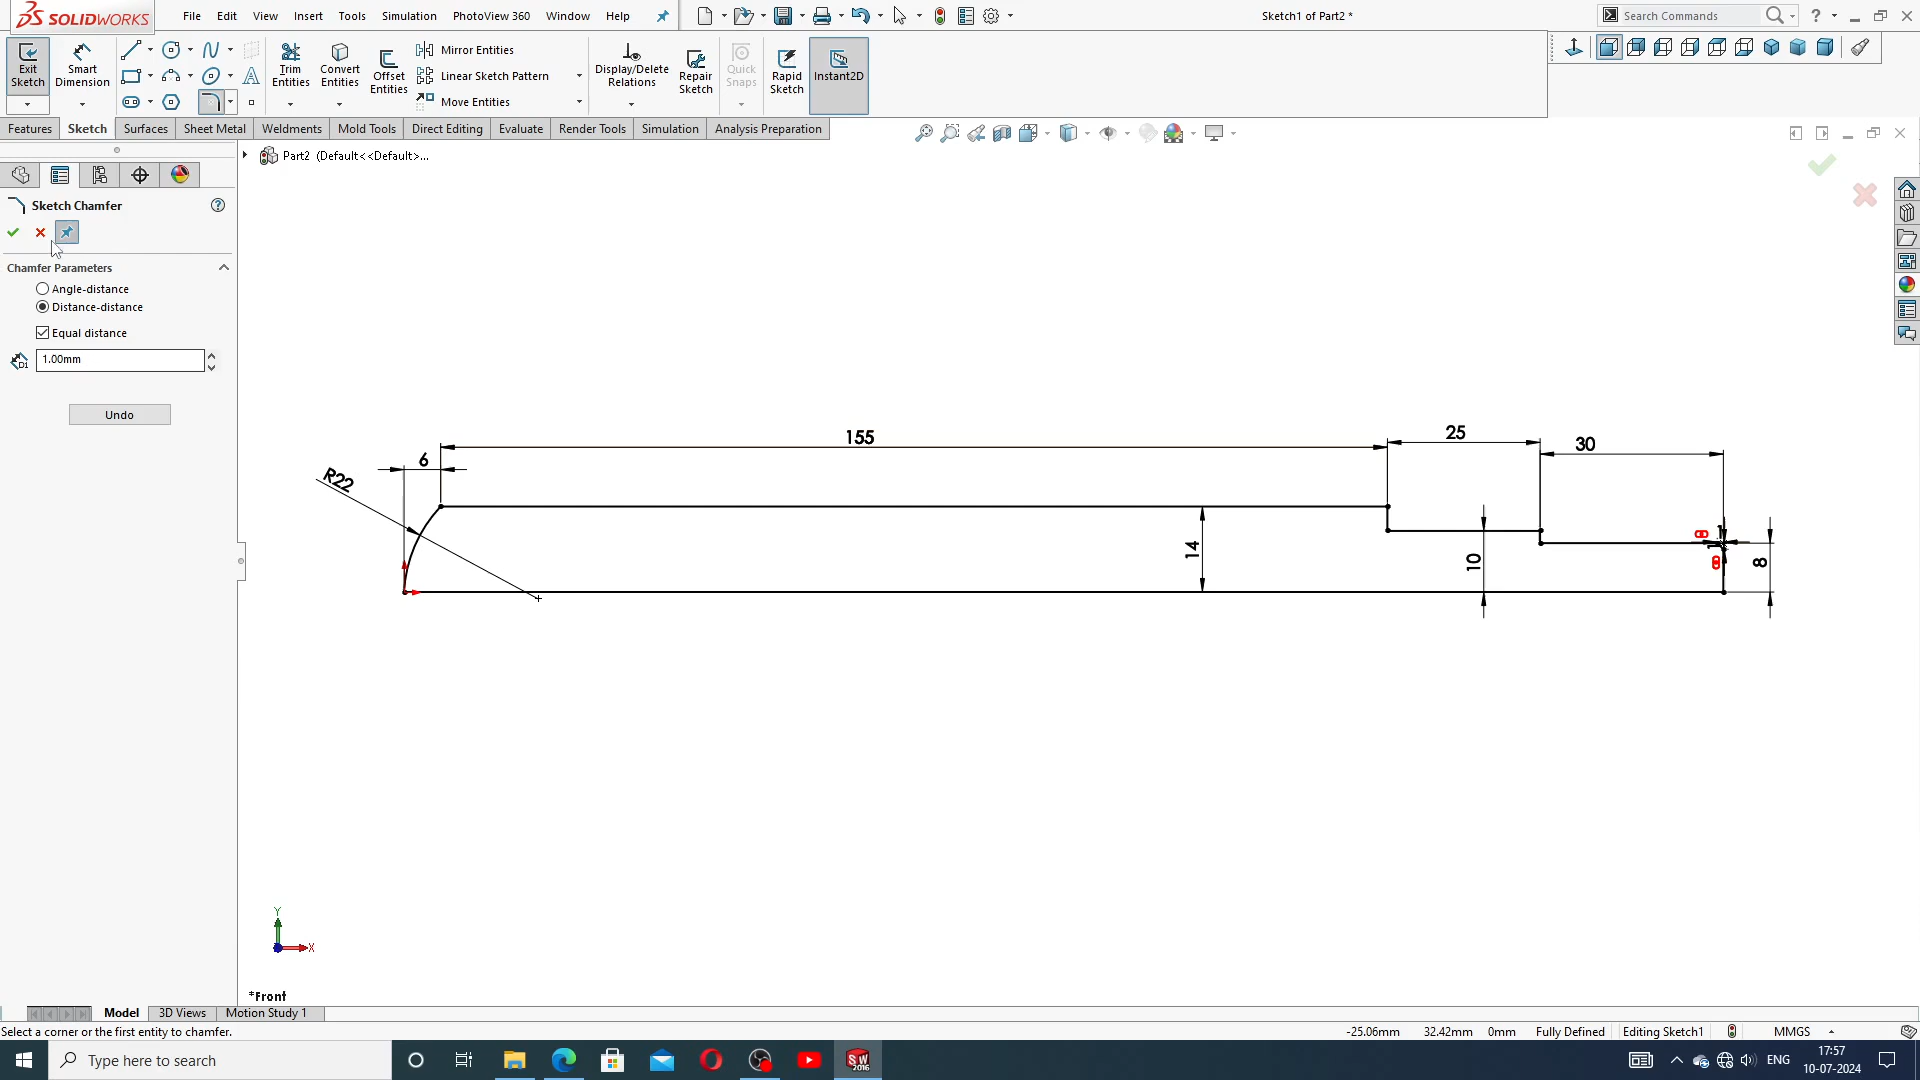 SOLIDWORKS
File Edit View Insert Tools Simulation PhotoView 360 Window Help
Sketch1 of Part2 *
Search Commands
Exit Sketch
Smart Dimension
Trim Entities
Convert Entities
Offset Entities
Mirror Entities
Linear Sketch Pattern
Move Entities
Display/Delete Relations
Repair Sketch
Quick Snaps
Rapid Sketch
Instant2D
Features Sketch Surfaces Sheet Metal Weldments Mold Tools Direct Editing Evaluate Render Tools Simulation Analysis Preparation
Part2 (Default<<Default>...
Sketch Chamfer
Chamfer Parameters
Angle-distance
Distance-distance
Equal distance
D1
1.00mm
Undo
155
25
30
6
R22
14
10
8
1
1
Y
X
*Front
Model 3D Views Motion Study 1
Select a corner or the first entity to chamfer.
-25.06mm 32.42mm 0mm Fully Defined Editing Sketch1 MMGS
Type here to search
SW
2016
ENG
17:57
10-07-2024